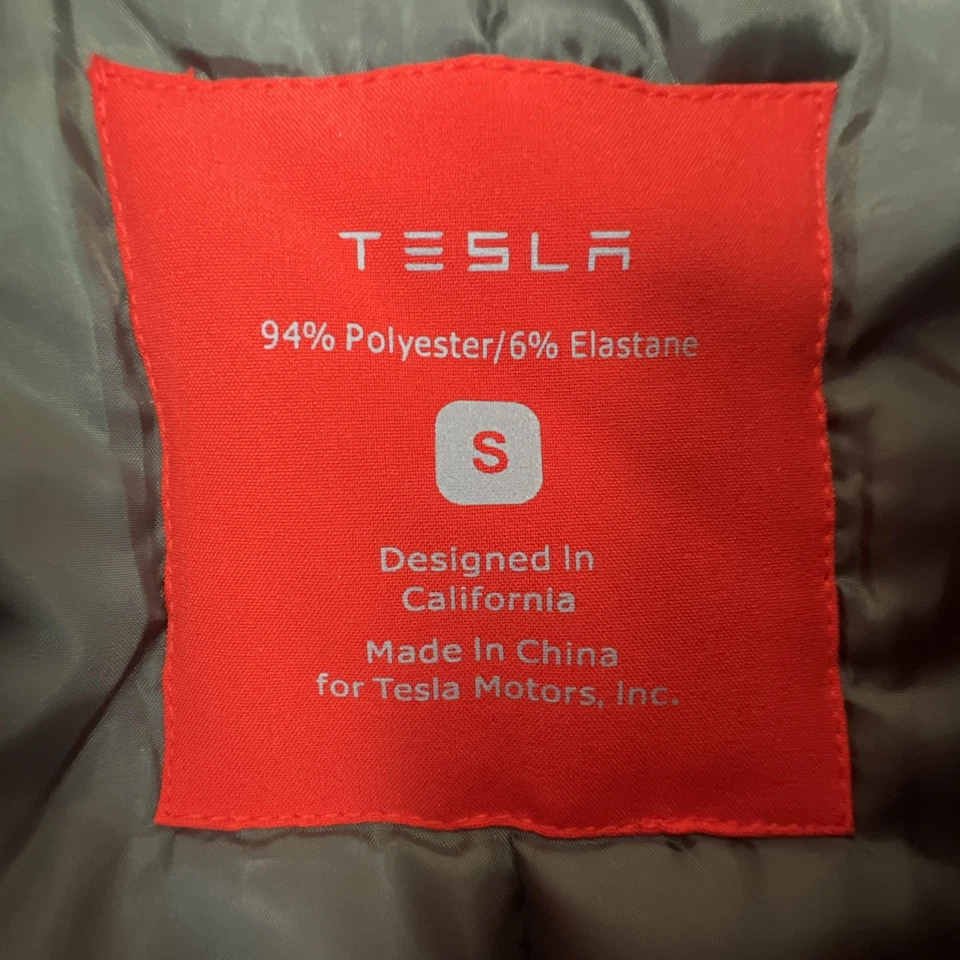 TESLA
94% Polyester/6% Elastane
S
Designed In
California
Made In China
for Tesla Motors, Inc.